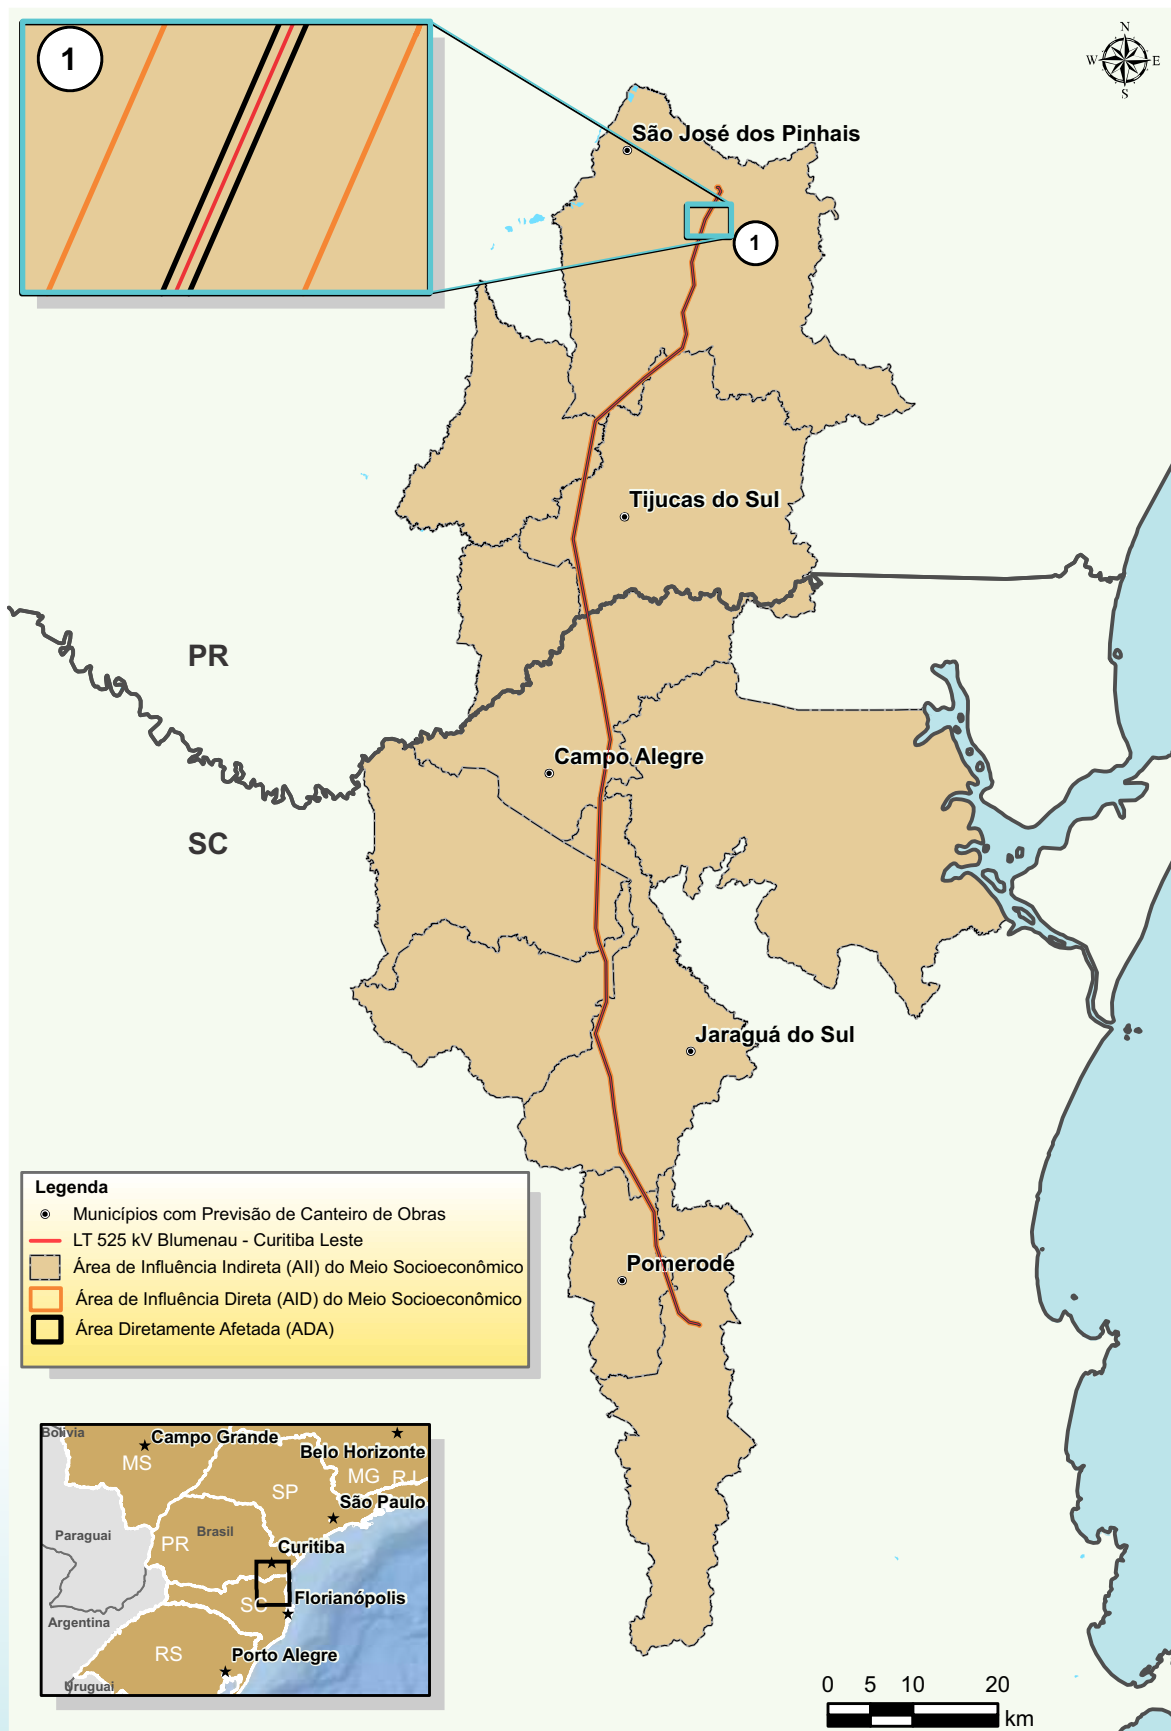 1
N
W
E
S
São José dos Pinhais
1
Tijucas do Sul
PR
SC
Campo Alegre
Jaraguá do Sul
Pomerode
Legenda
Municípios com Previsão de Canteiro de Obras
LT 525 kV Blumenau - Curitiba Leste
Área de Influência Indireta (AII) do Meio Socioeconômico
Área de Influência Direta (AID) do Meio Socioeconômico
Área Diretamente Afetada (ADA)
Bolívia
Campo Grande
Belo Horizonte
MS
MG
RJ
SP
São Paulo
Paraguai
Brasil
PR
Curitiba
Florianópolis
SC
Argentina
RS
Porto Alegre
Uruguai
0 5 10 20
km